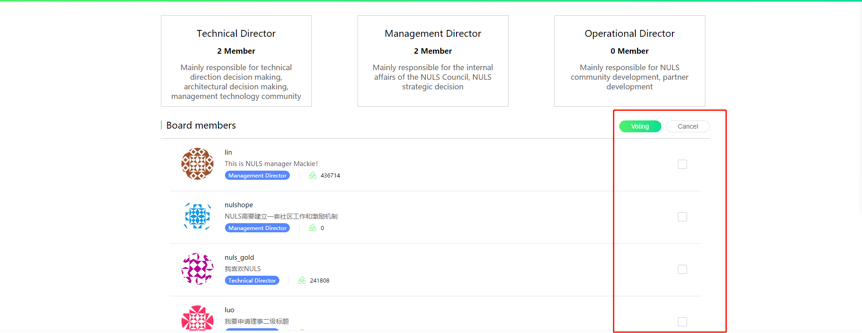 Technical Director
2 Member
Mainly responsible for technical
direction decision making,
architectural decision making,
management technology community
Management Director
2 Member
Mainly responsible for the internal
affairs of the NULS Council, NULS
strategic decision
Operational Director
0 Member
Mainly responsible for NULS
community development, partner
development
Board members
Voting
Cancel
lin
This is NULS manager Mackie!
Management Director
436714
nulshope
NULS需要建立一套社区工作和激励机制
Management Director
0
nuls_gold
我喜欢NULS
Technical Director
241808
luo
我要申请理事二级标题